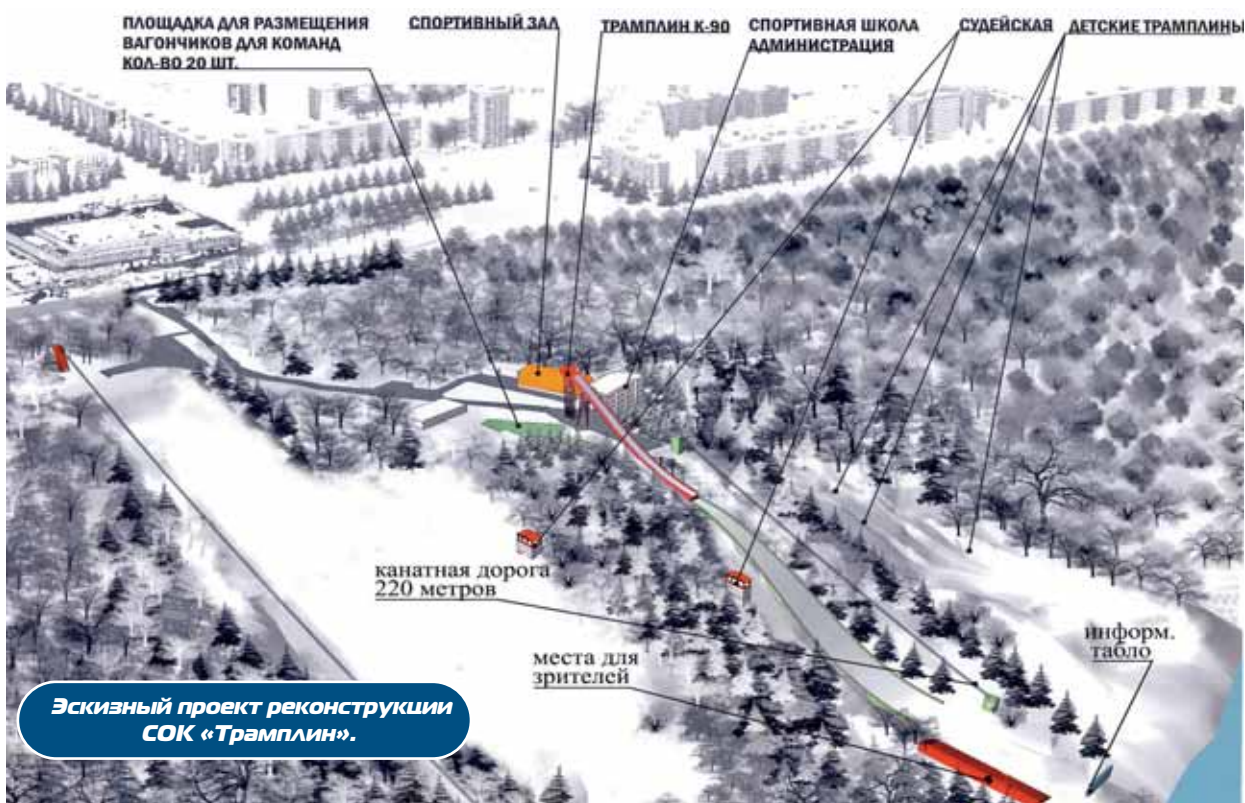 ПЛОЩАДКА ДЛЯ РАЗМЕЩЕНИЯ
ВАГОНЧИКОВ ДЛЯ КОМАНД
КОЛ-ВО 20 ШТ.
СПОРТИВНЫЙ ЗАЛ
ТРАМПЛИН К-90
СПОРТИВНАЯ ШКОЛА
АДМИНИСТРАЦИЯ
СУДЕЙСКАЯ
ДЕТСКИЕ ТРАМПЛИНЫ
канатная дорога
220 метров
места для
зрителей
информ.
табло
Эскизный проект реконструкции
СОК «Трамплин».